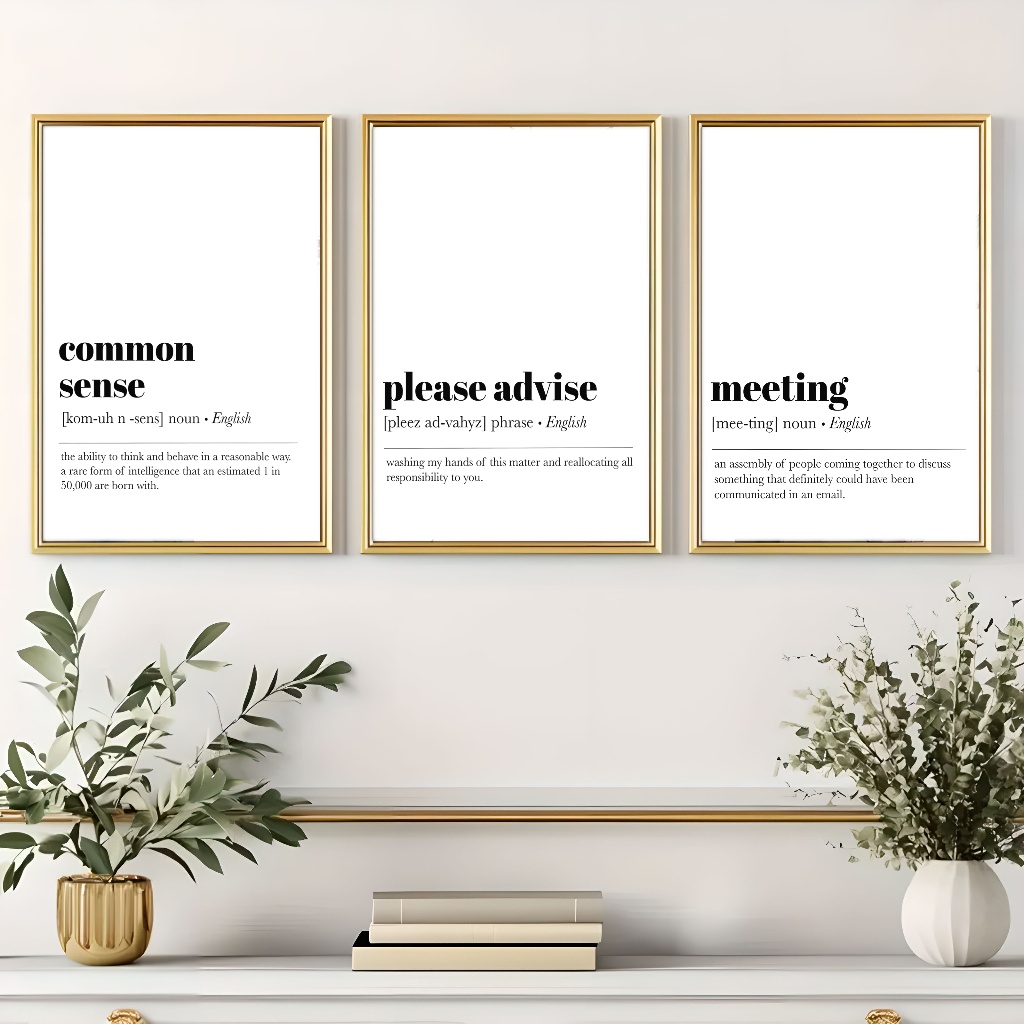 common
sense
[kom-uh n -sens] noun • English
the ability to think and behave in a reasonable way.
a rare form of intelligence that an estimated 1 in
50,000 are born with.
please advise
[pleez ad-vahyz] phrase • English
washing my hands of this matter and reallocating all
responsibility to you.
meeting
[mee-ting] noun • English
an assembly of people coming together to discuss
something that definitely could have been
communicated in an email.